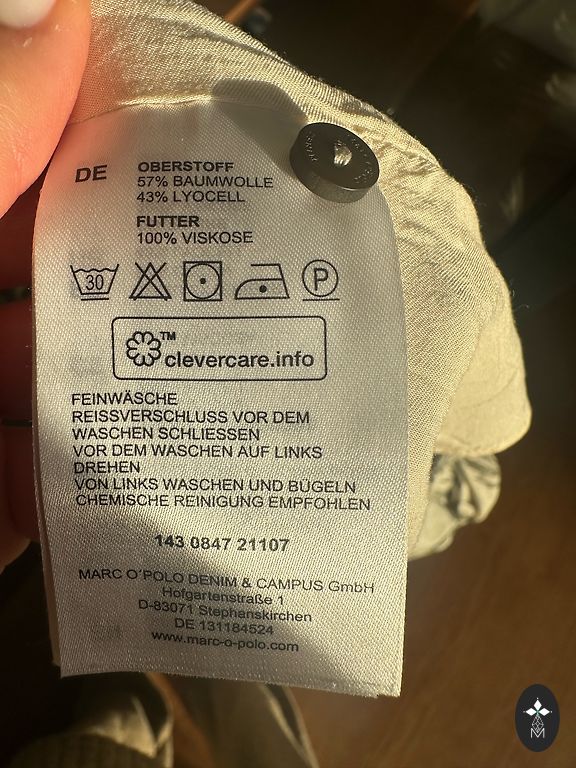 DE
OBERSTOFF
57% BAUMWOLLE
43% LYOCELL
FUTTER
100% VISKOSE
30
P
TM
clevercare.info
FEINWÄSCHE
REISSVERSCHLUSS VOR DEM
WASCHEN SCHLIESSEN
VOR DEM WASCHEN AUF LINKS
DREHEN
VON LINKS WASCHEN UND BÜGELN
CHEMISCHE REINIGUNG EMPFOHLEN
143 0847 21107
MARC O'POLO DENIM & CAMPUS GmbH
Hofgartenstraße 1
D-83071 Stephanskirchen
DE 131184524
www.marc-o-polo.com
M